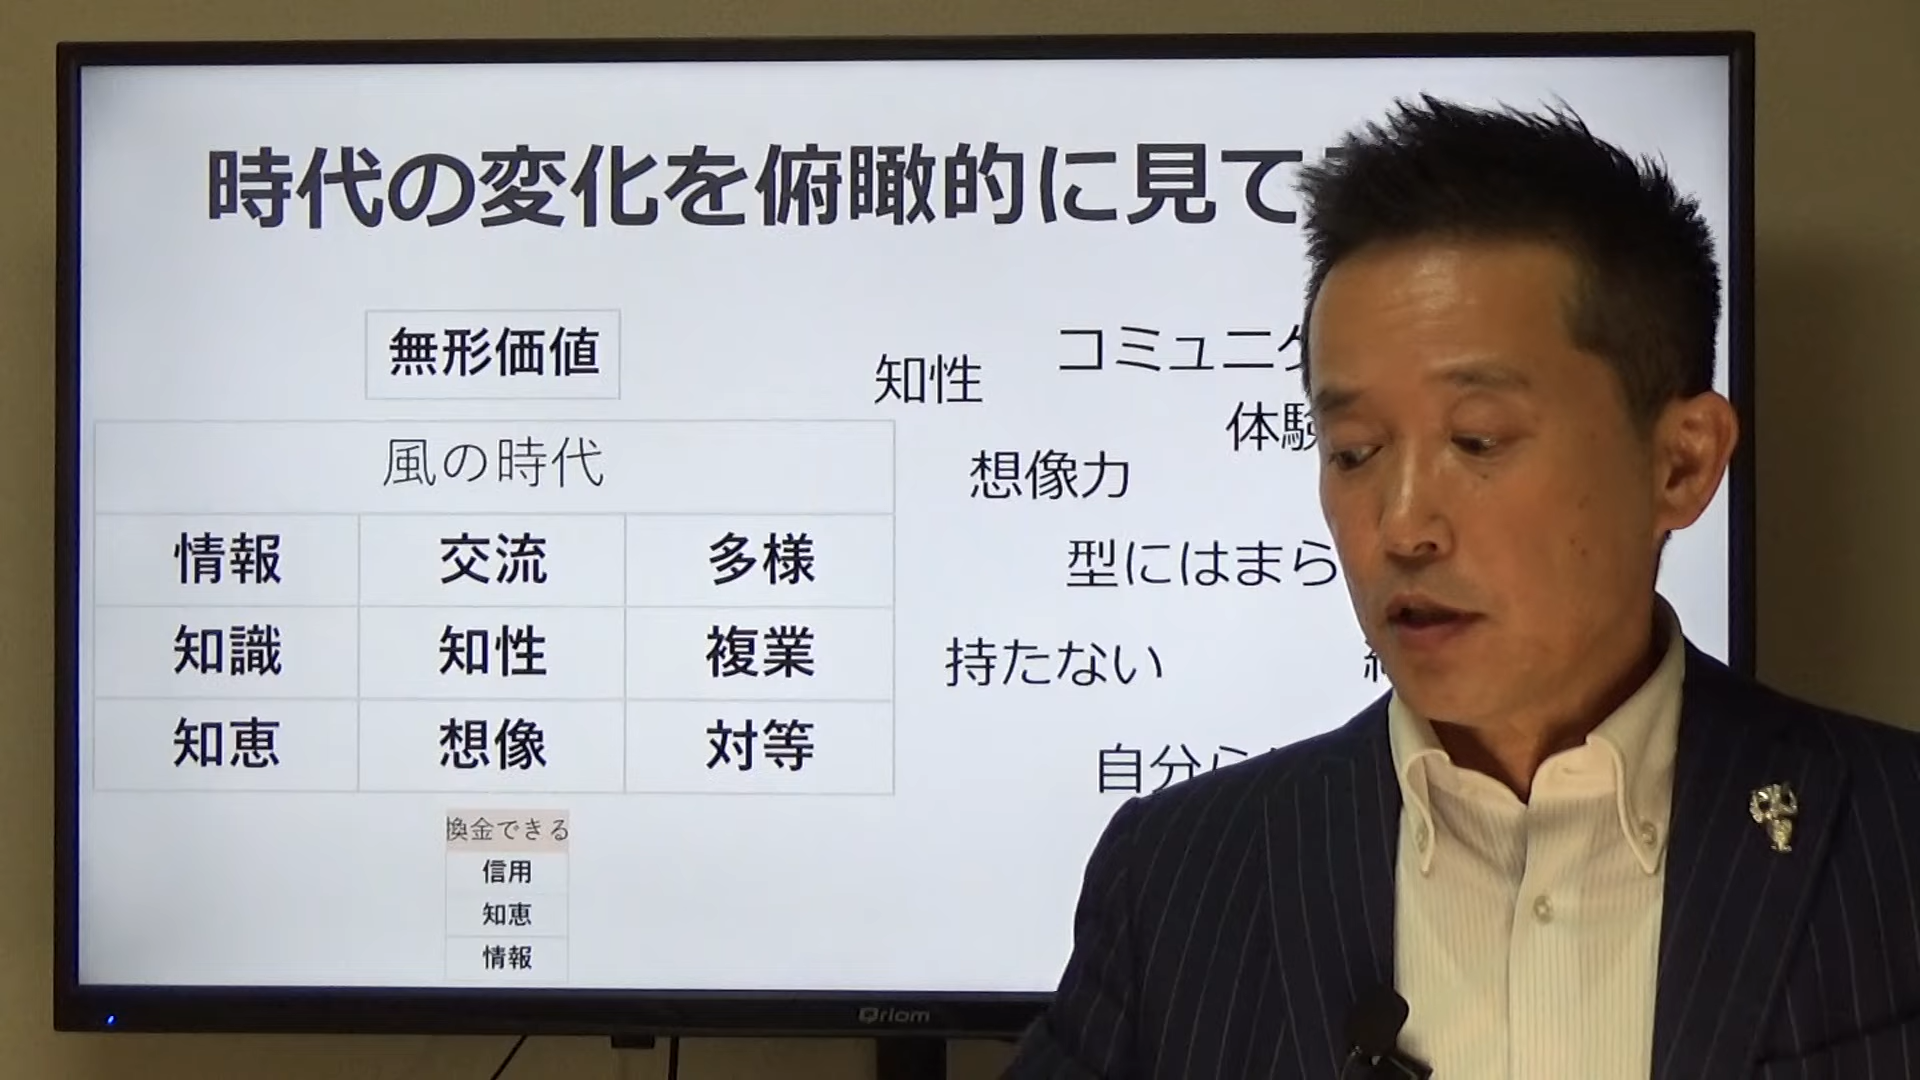 時代の変化を俯瞰的に見て
無形価値
知性
コミュニ
体験
風の時代
想像力
情報 交流 多様
型にはまら
知識 知性 複業
持たない
知恵 想像 対等
自分ら
換金できる
信用
知恵
情報
Qriom